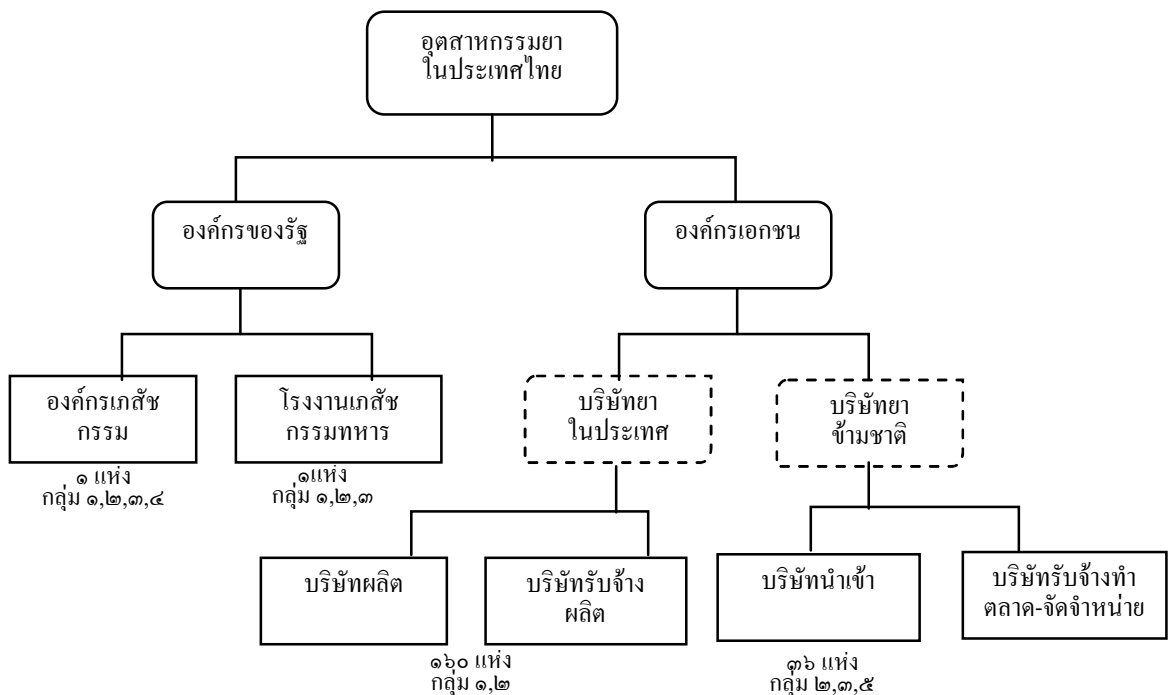 อุตสาหกรรมยา
ในประเทศไทย
องค์กรของรัฐ
องค์กรเอกชน
องค์กรเภสัช
กรรม
โรงงานเภสัช
กรรมทหาร
บริษัทยา
ในประเทศ
บริษัทยา
ข้ามชาติ
๑ แห่ง
กลุ่ม ๑,๒,๓,๔
๑แห่ง
กลุ่ม ๑,๒,๓
บริษัทผลิต
บริษัทรับจ้าง
ผลิต
บริษัทนำเข้า
บริษัทรับจ้างทำ
ตลาด-จัดจำหน่าย
๑๖๐ แห่ง
กลุ่ม ๑,๒
๓๖ แห่ง
กลุ่ม ๒,๓,๕